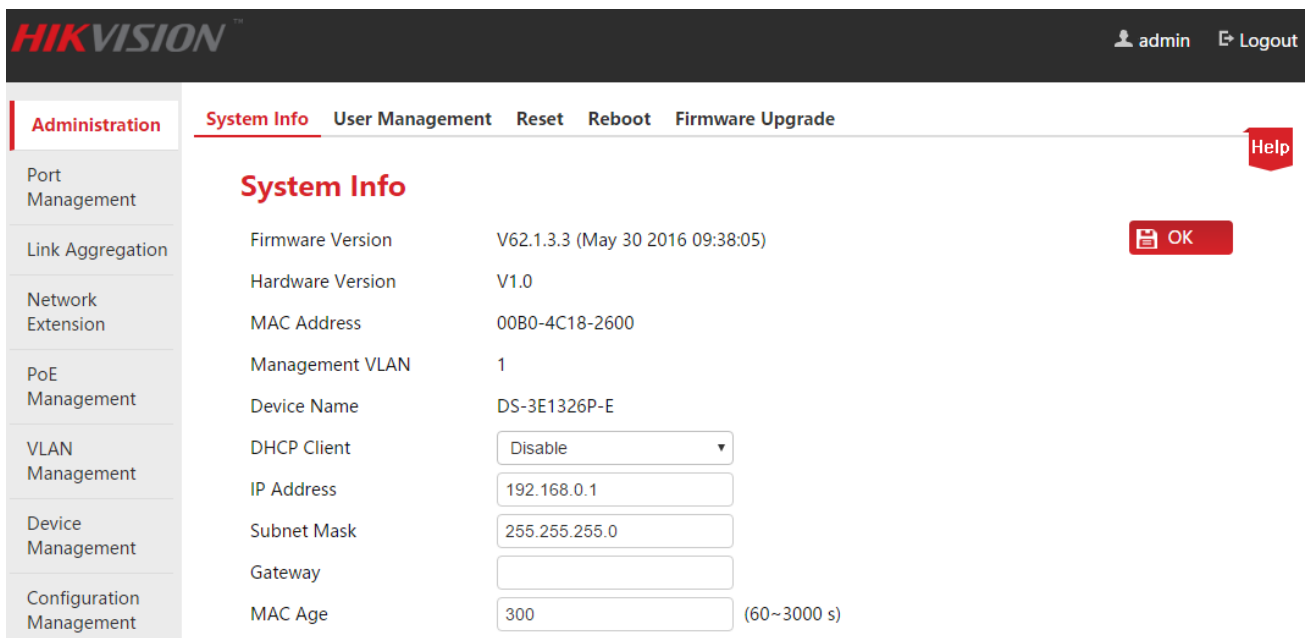 HIKVISION™
admin Logout
Administration
System Info User Management Reset Reboot Firmware Upgrade
Help
Port
Management
Link Aggregation
Network
Extension
PoE
Management
VLAN
Management
Device
Management
Configuration
Management
System Info
Firmware Version V62.1.3.3 (May 30 2016 09:38:05) OK
Hardware Version V1.0
MAC Address 00B0-4C18-2600
Management VLAN 1
Device Name DS-3E1326P-E
DHCP Client Disable
IP Address 192.168.0.1
Subnet Mask 255.255.255.0
Gateway
MAC Age 300 (60~3000 s)